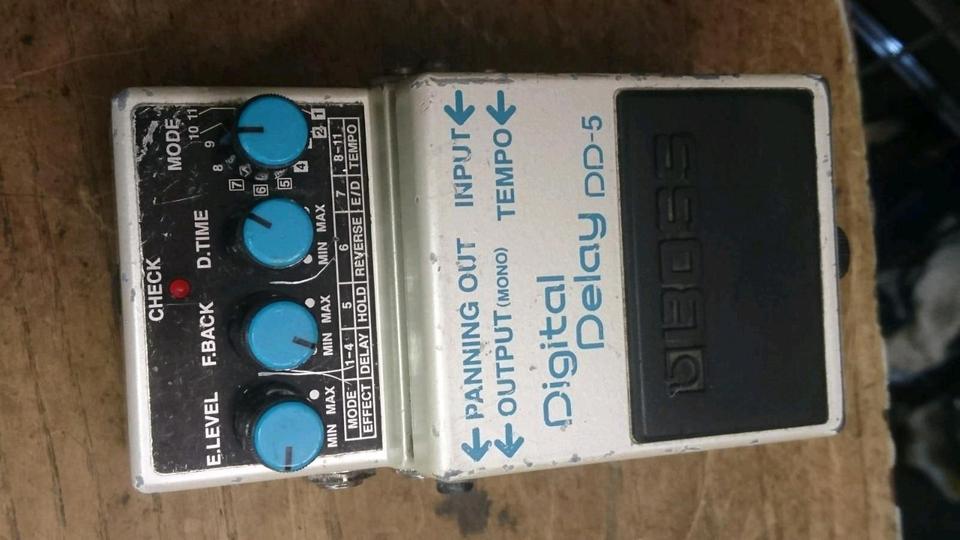 CHECK
E.LEVEL F.BACK D.TIME MODE
1 2 4 5 6 7 8 9 10 11
MIN MAX MIN MAX MIN MAX
MODE 1-4 5 6 7 8-11
EFFECT DELAY HOLD REVERSE E/D TEMPO
←PANNING OUT INPUT→
←OUTPUT (MONO) TEMPO→
Digital
Delay DD-5
BOSS